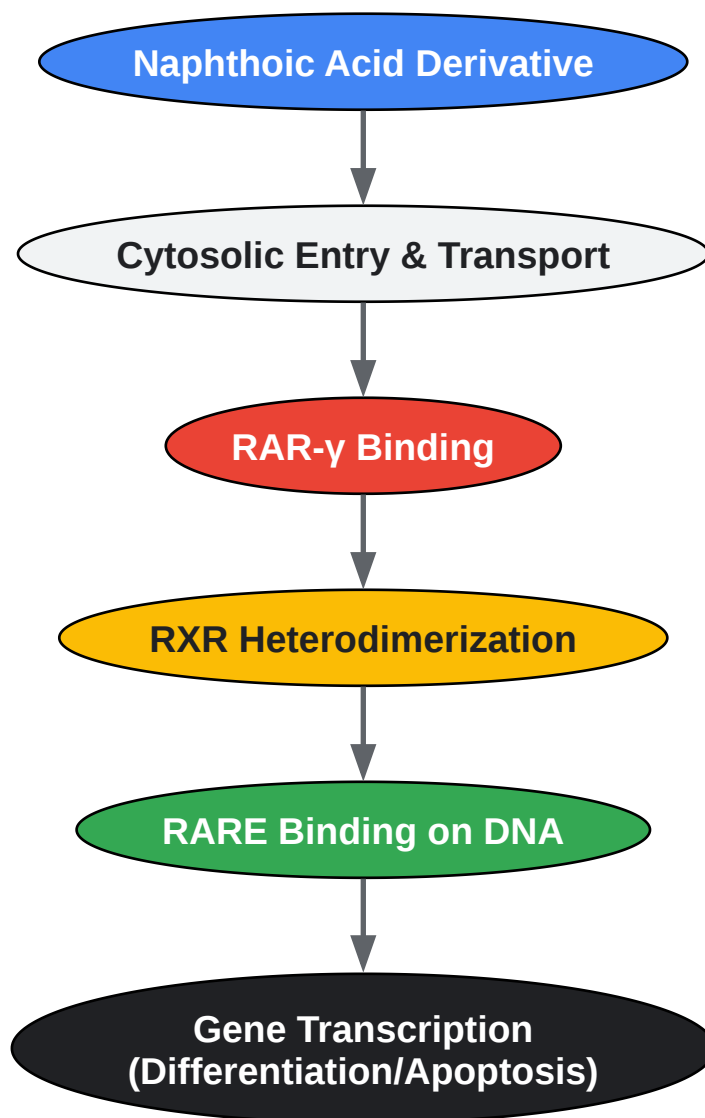 Naphthoic Acid Derivative
Cytosolic Entry & Transport
RAR-γ Binding
RXR Heterodimerization
RARE Binding on DNA
Gene Transcription
(Differentiation/Apoptosis)